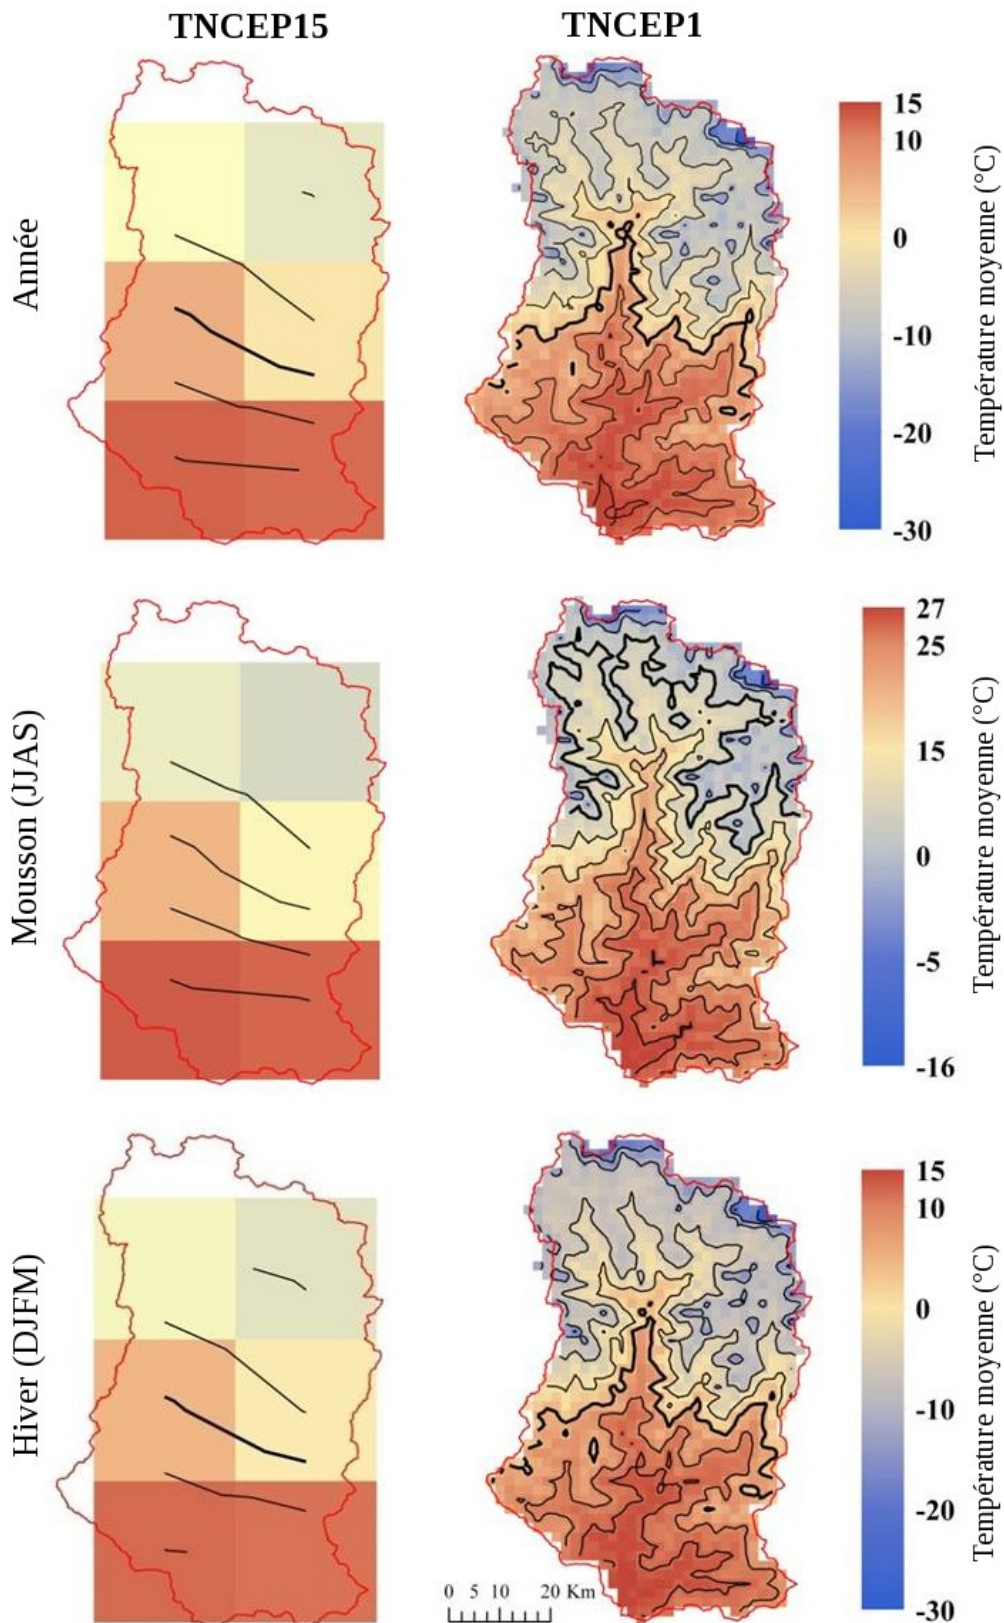 TNCEP15
TNCEP1
Année
15
10
0
-10
-20
-30
Température moyenne (°C)
Mousson (JJAS)
27
25
15
0
-5
-16
Température moyenne (°C)
Hiver (DJFM)
15
10
0
-10
-20
-30
Température moyenne (°C)
0 5 10 20 Km